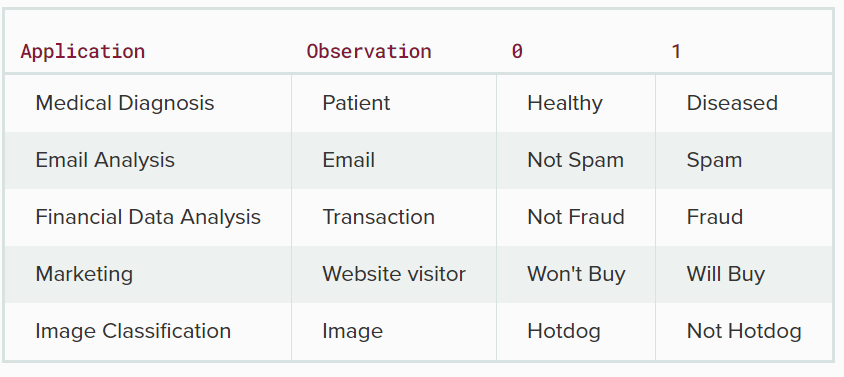 Application Observation 0 1
Medical Diagnosis Patient Healthy Diseased
Email Analysis Email Not Spam Spam
Financial Data Analysis Transaction Not Fraud Fraud
Marketing Website visitor Won't Buy Will Buy
Image Classification Image Hotdog Not Hotdog